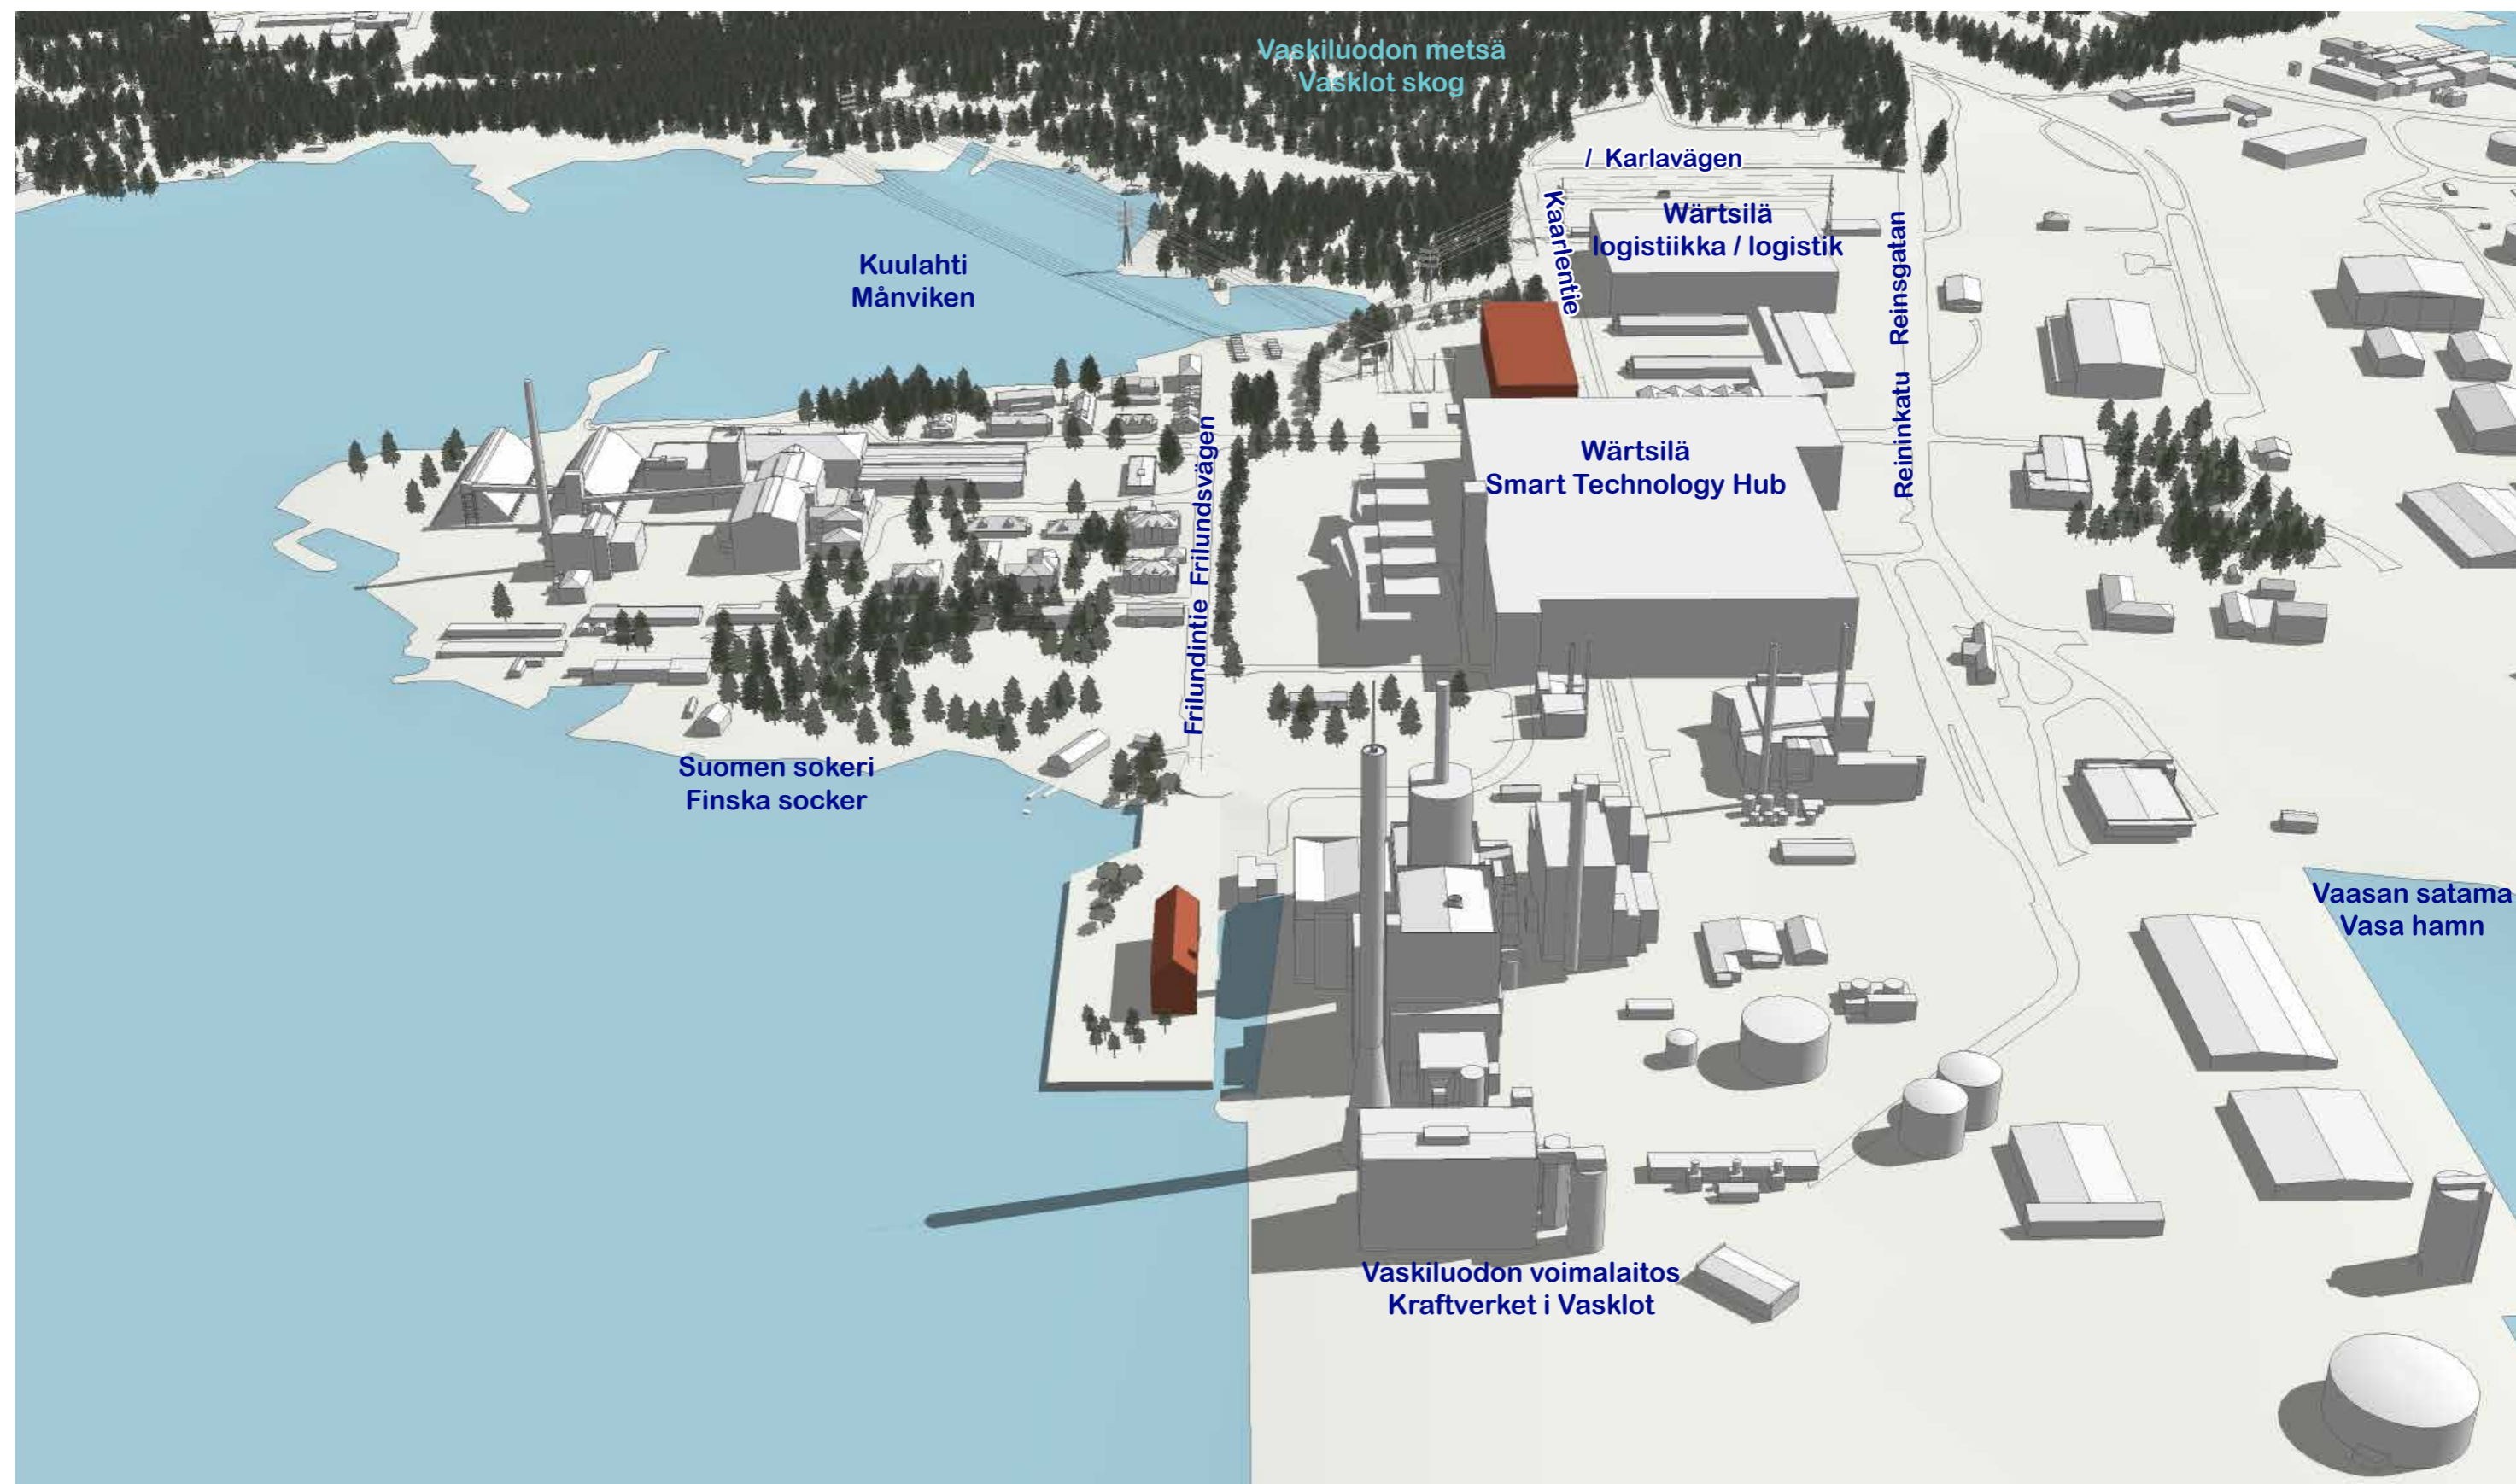 Vaskiluodon metsä
Vasklot skog
/ Karlavägen
Kaarlentie
Wärtsilä
logistiikka / logistik
Reininkatu Reinsgatan
Kuulahti
Månviken
Wärtsilä
Smart Technology Hub
Frilundintie Frilundsvägen
Suomen sokeri
Finska socker
Vaasan satama
Vasa hamn
Vaskiluodon voimalaitos
Kraftverket i Vasklot